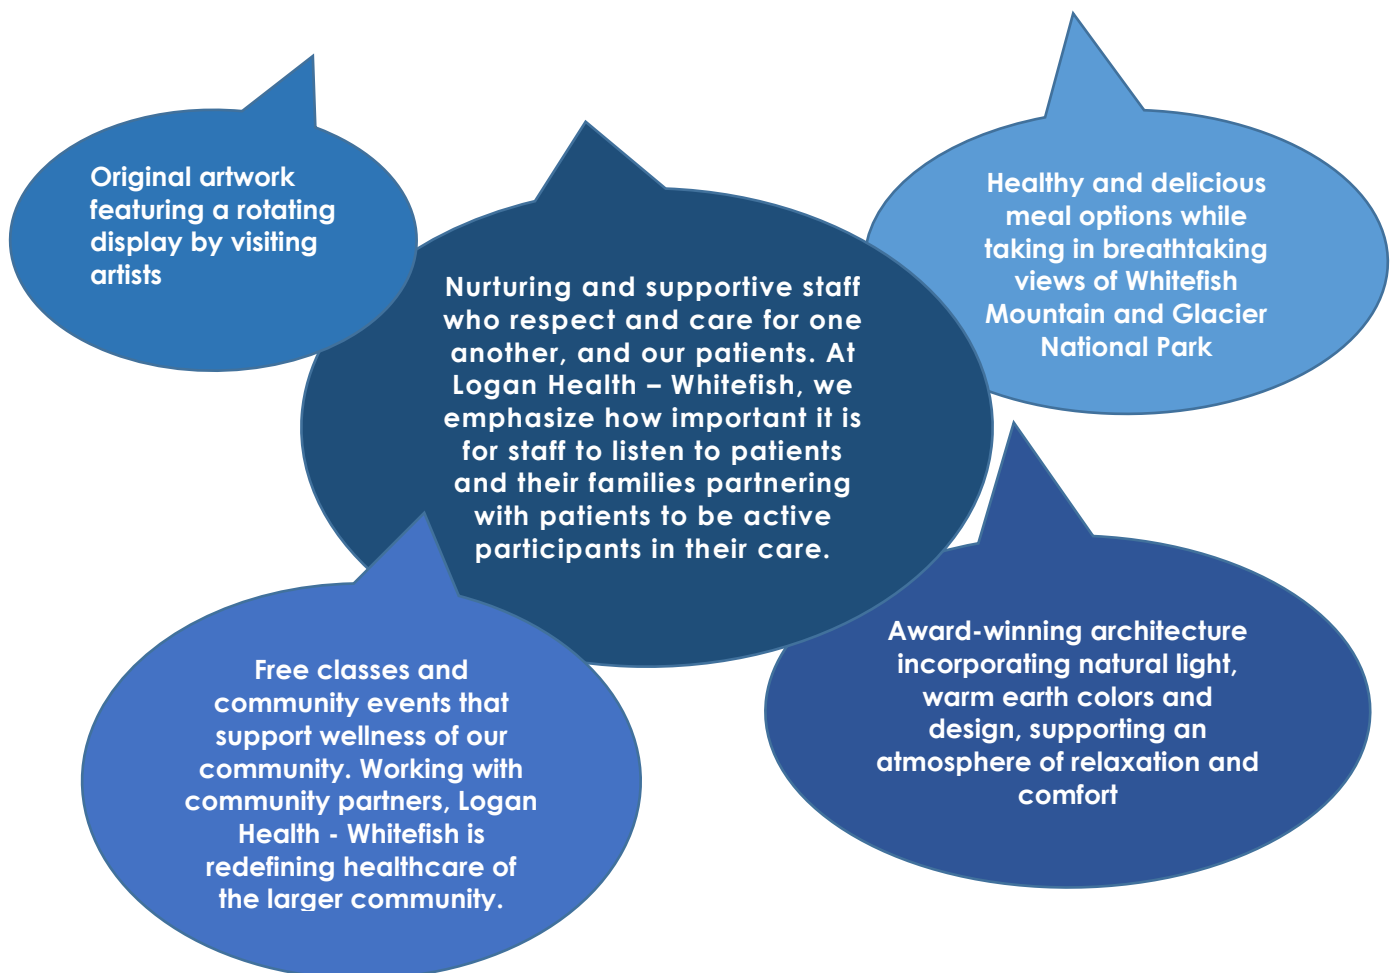 Original artwork
featuring a rotating
display by visiting
artists
Healthy and delicious
meal options while
taking in breathtaking
views of Whitefish
Mountain and Glacier
National Park
Nurturing and supportive staff
who respect and care for one
another, and our patients. At
Logan Health – Whitefish, we
emphasize how important it is
for staff to listen to patients
and their families partnering
with patients to be active
participants in their care.
Free classes and
community events that
support wellness of our
community. Working with
community partners, Logan
Health - Whitefish is
redefining healthcare of
the larger community.
Award-winning architecture
incorporating natural light,
warm earth colors and
design, supporting an
atmosphere of relaxation and
comfort